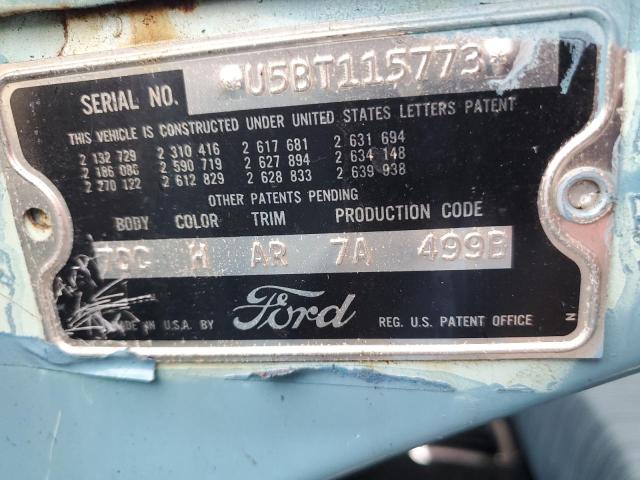 SERIAL NO. *U5BT115773*
THIS VEHICLE IS CONSTRUCTED UNDER UNITED STATES LETTERS PATENT
2 132 729 2 310 416 2 617 681 2 631 694
2 186 086 2 590 719 2 627 894 2 634 148
2 270 122 2 612 829 2 628 833 2 639 938
OTHER PATENTS PENDING
BODY COLOR TRIM PRODUCTION CODE
H AR 7A 499B
MADE IN U.S.A. BY Ford REG. U.S. PATENT OFFICE
N